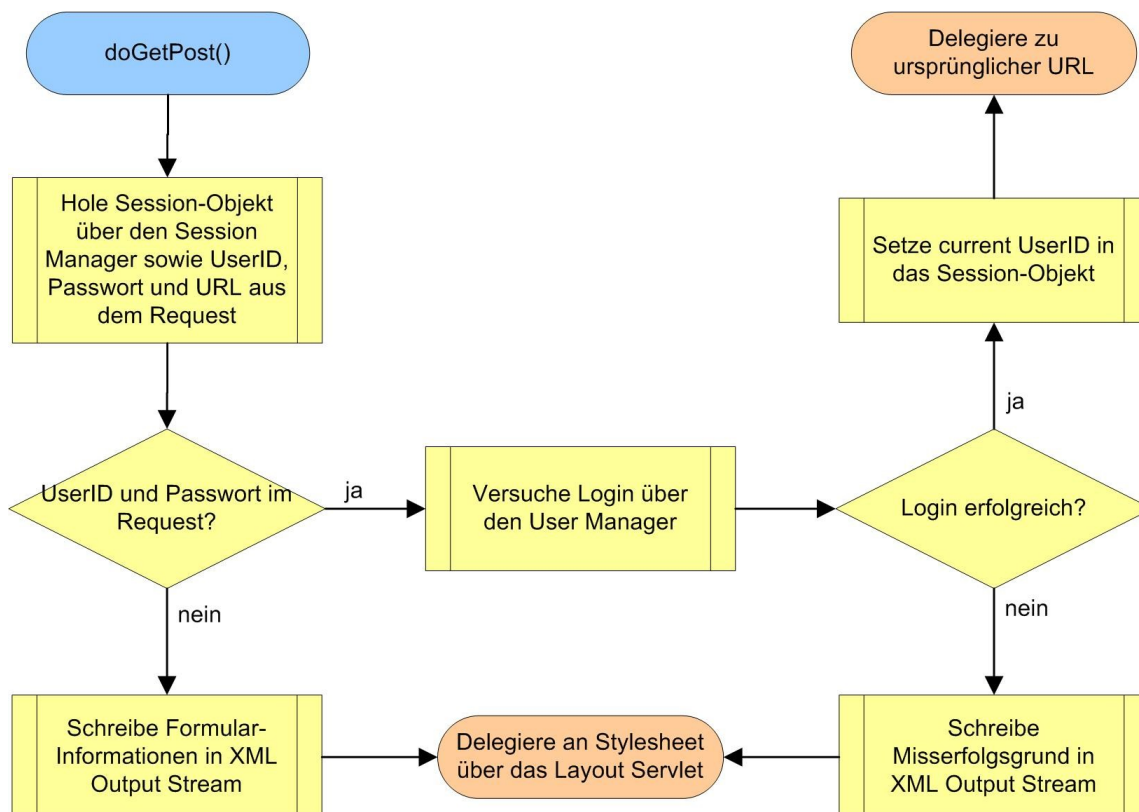 doGetPost()
Delegiere zu
ursprünglicher URL
Hole Session-Objekt
über den Session
Manager sowie UserID,
Passwort und URL aus
dem Request
Setze current UserID in
das Session-Objekt
ja
UserID und Passwort im
Request?
ja
Versuche Login über
den User Manager
Login erfolgreich?
nein
nein
Schreibe Formular-
Informationen in XML
Output Stream
Delegiere an Stylesheet
über das Layout Servlet
Schreibe
Misserfolgsgrund in
XML Output Stream